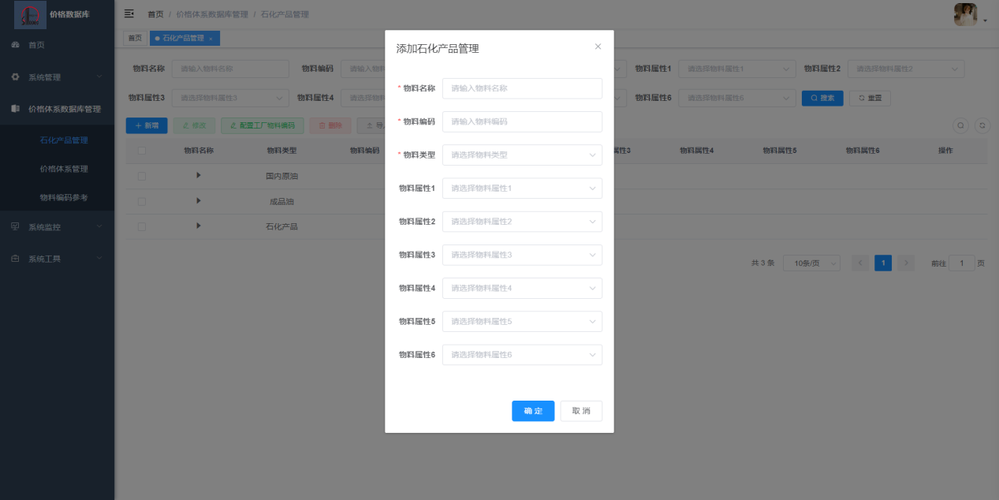 价格数据库
首页 / 价格体系数据库管理 / 石化产品管理
首页
石化产品管理 ×
首页
系统管理
价格体系数据库管理
石化产品管理
价格体系管理
物料编码参考
系统监控
系统工具
物料名称 请输入物料名称
物料编码 请输入物料
物料属性1 请选择物料属性1
物料属性2 请选择物料属性2
物料属性3 请选择物料属性3
物料属性4 请选择物料
物料属性6 请选择物料属性6
搜索
重置
+ 新增
修改
配置工厂物料编码
删除
导
物料名称 物料类型 物料编码 属性3 物料属性4 物料属性5 物料属性6 操作
国内原油
成品油
石化产品
共 3 条 10条/页 1 前往 1 页
添加石化产品管理
* 物料名称 请输入物料名称
* 物料编码 请输入物料编码
* 物料类型 请选择物料类型
物料属性1 请选择物料属性1
物料属性2 请选择物料属性2
物料属性3 请选择物料属性3
物料属性4 请选择物料属性4
物料属性5 请选择物料属性5
物料属性6 请选择物料属性6
确 定
取 消